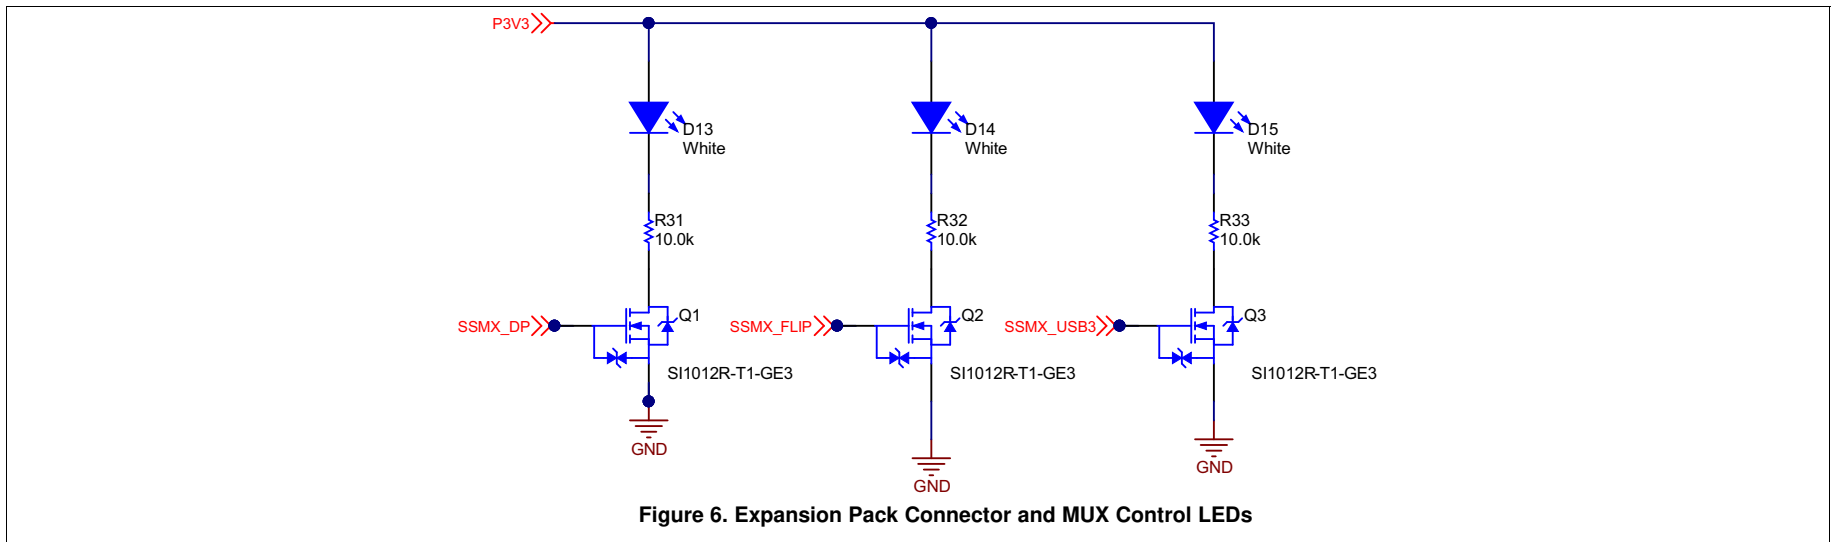 P3V3
D13
White
D14
White
D15
White
R31
10.0k
R32
10.0k
R33
10.0k
SSMX_DP
Q1
SI1012R-T1-GE3
GND
SSMX_FLIP
Q2
SI1012R-T1-GE3
GND
SSMX_USB3
Q3
SI1012R-T1-GE3
GND
Figure 6. Expansion Pack Connector and MUX Control LEDs